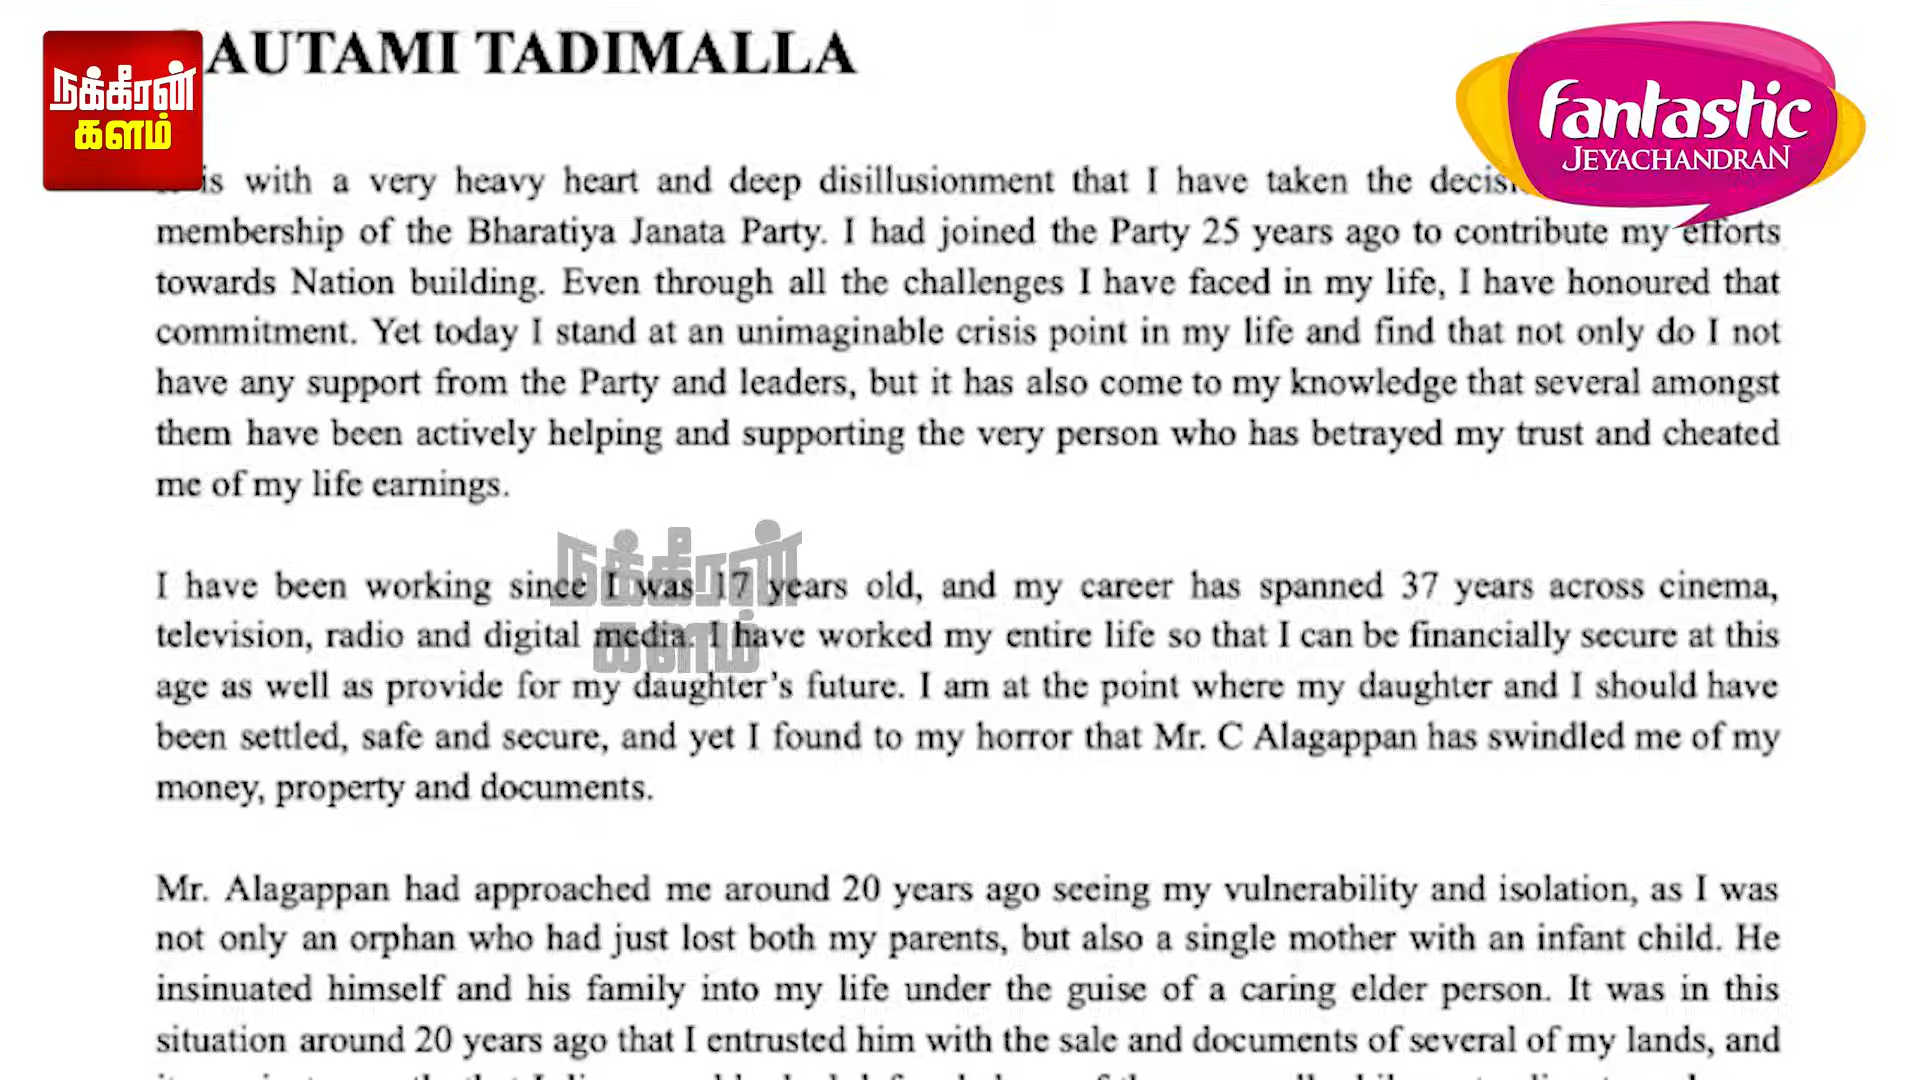 நக்கீரன்
களம்
AUTAMI TADIMALLA
fantastic
JEYACHANDRAN
is with a very heavy heart and deep disillusionment that I have taken the
membership of the Bharatiya Janata Party. I had joined the Party 25 years ago to contribute my efforts
towards Nation building. Even through all the challenges I have faced in my life, I have honoured that
commitment. Yet today I stand at an unimaginable crisis point in my life and find that not only do I not
have any support from the Party and leaders, but it has also come to my knowledge that several amongst
them have been actively helping and supporting the very person who has betrayed my trust and cheated
me of my life earnings.
நக்கீரன்
களம்
I have been working since I was 17 years old, and my career has spanned 37 years across cinema,
television, radio and digital media. I have worked my entire life so that I can be financially secure at this
age as well as provide for my daughter’s future. I am at the point where my daughter and I should have
been settled, safe and secure, and yet I found to my horror that Mr. C Alagappan has swindled me of my
money, property and documents.
Mr. Alagappan had approached me around 20 years ago seeing my vulnerability and isolation, as I was
not only an orphan who had just lost both my parents, but also a single mother with an infant child. He
insinuated himself and his family into my life under the guise of a caring elder person. It was in this
situation around 20 years ago that I entrusted him with the sale and documents of several of my lands, and